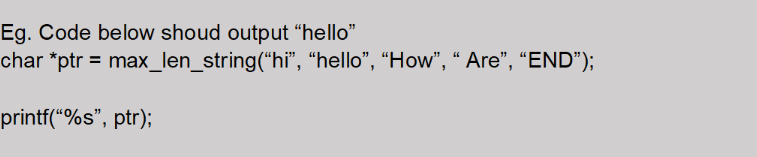 Eg. Code below shoud output “hello”
char *ptr = max_len_string(“hi”, “hello”, “How”, “ Are”, “END”);
printf(“%s”, ptr);